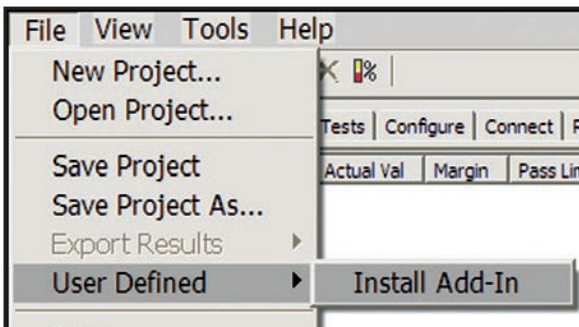 File View Tools Help
New Project...
%
Open Project...
Tests Configure Connect
Save Project
Actual Val Margin Pass
Save Project As...
Export Results
User Defined
Install Add-In